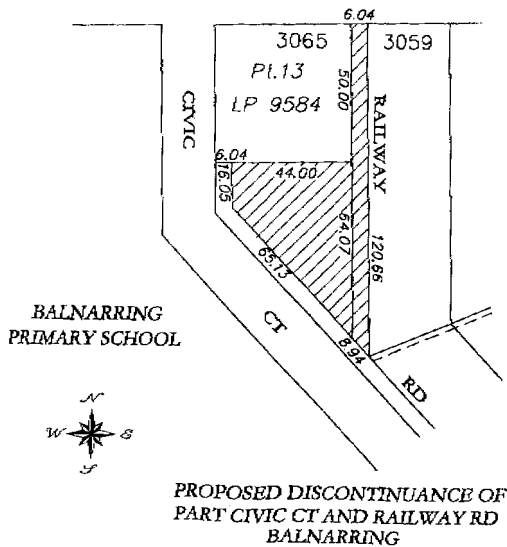 6.04
3065
3059
Pt.13
LP 9584
50.00
RAILWAY
CIVIC
6.04
16.05
44.00
64.07
120.66
65.13
8.94
CT
RD
BALNARRING
PRIMARY SCHOOL
N
W
E
S
PROPOSED DISCONTINUANCE OF
PART CIVIC CT AND RAILWAY RD
BALNARRING